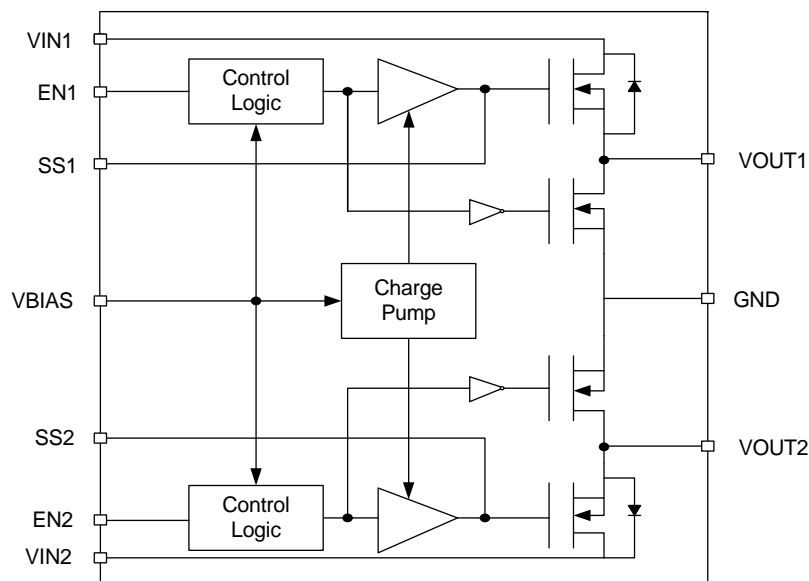 VIN1
EN1
Control
Logic
SS1
VOUT1
VBIAS
Charge
Pump
GND
SS2
VOUT2
EN2
Control
Logic
VIN2